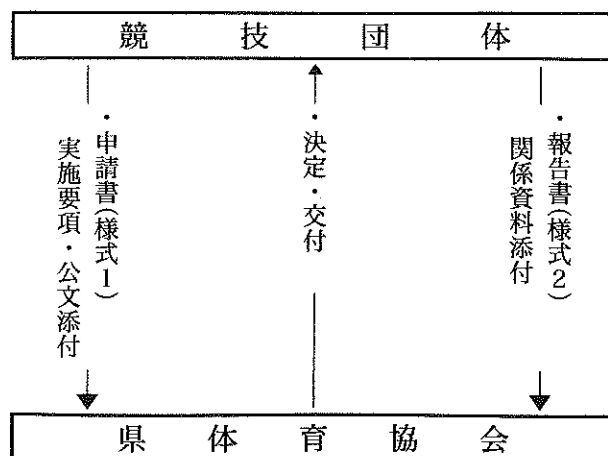 競技団体
・申請書(様式1)
実施要項・公文添付
・決定・交付
・報告書(様式2)
関係資料添付
県体育協会